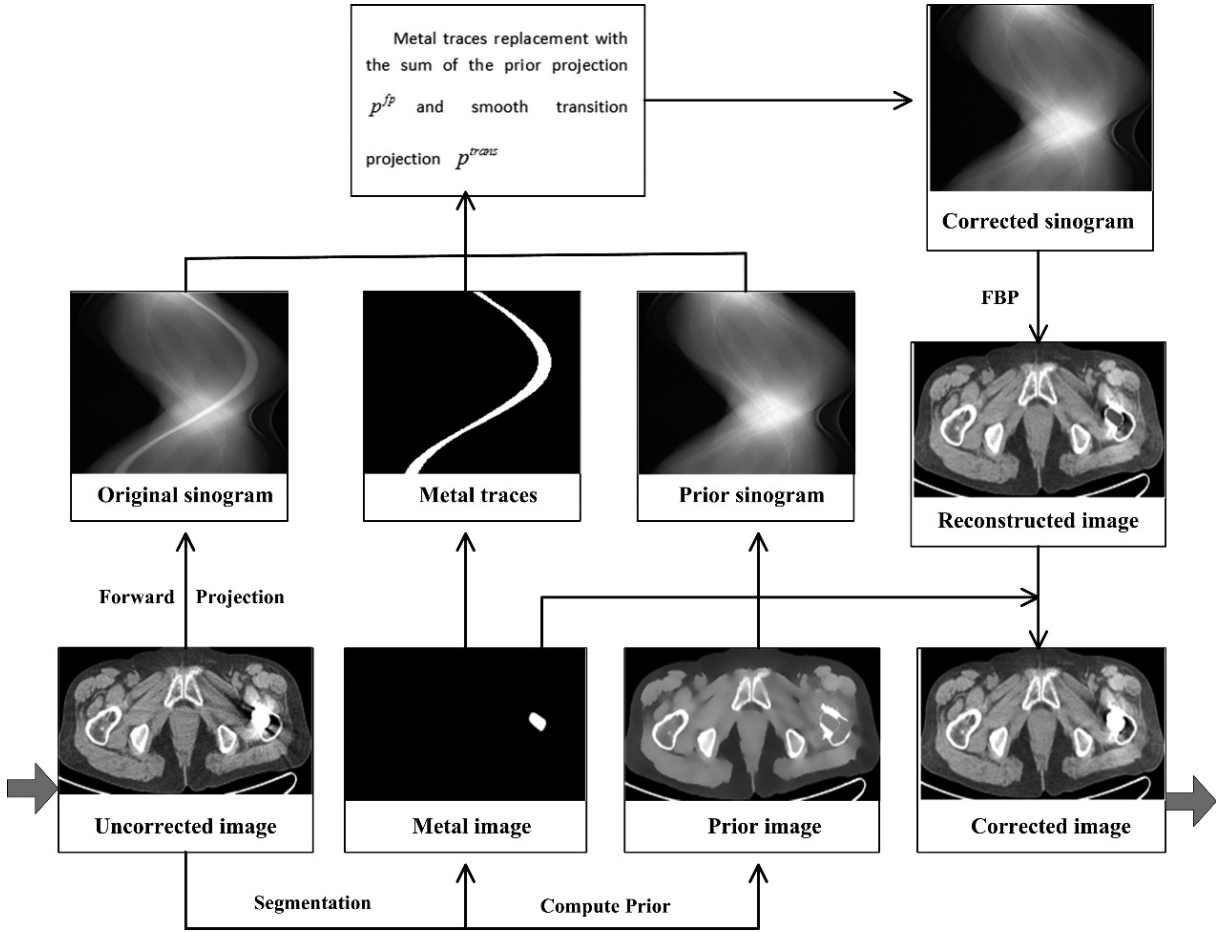 Metal traces replacement with
the sum of the prior projection
p^{fp} and smooth transition
projection p^{trans}
Corrected sinogram
FBP
Original sinogram
Metal traces
Prior sinogram
Reconstructed image
Forward Projection
Uncorrected image
Metal image
Prior image
Corrected image
Segmentation
Compute Prior